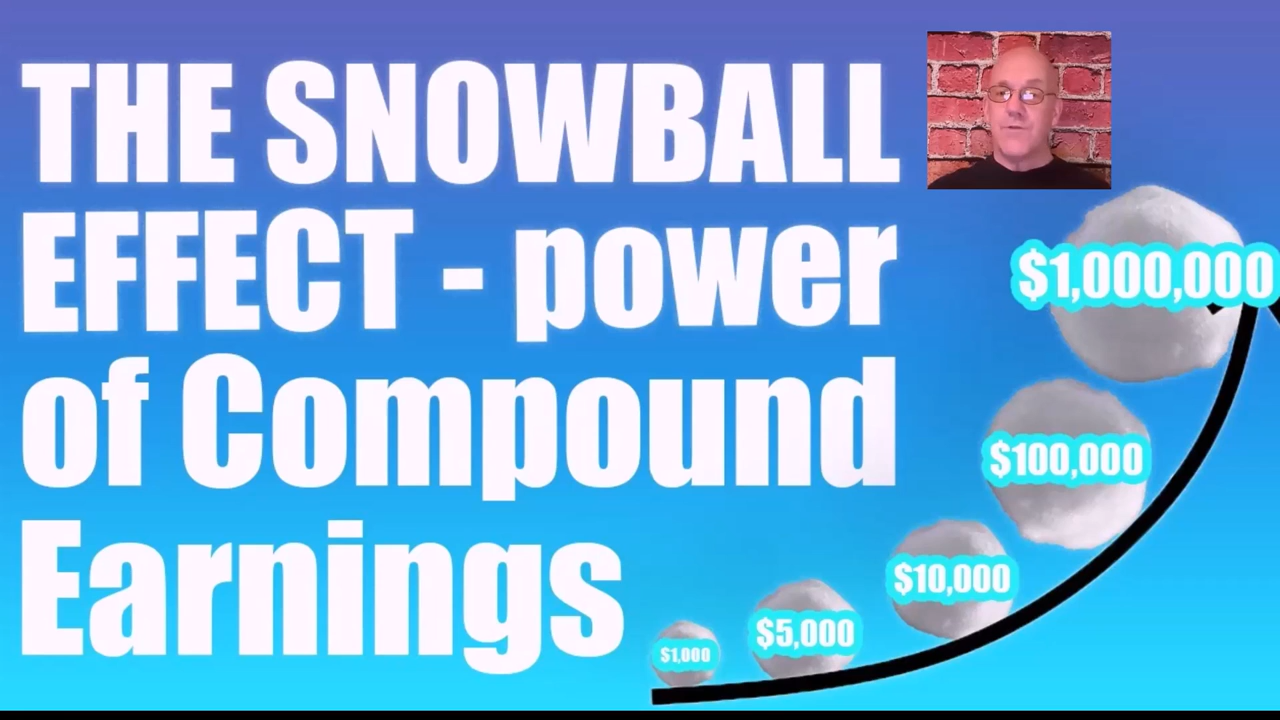 THE SNOWBALL
EFFECT - power
of Compound
Earnings
$1,000,000
$100,000
$10,000
$5,000
$1,000